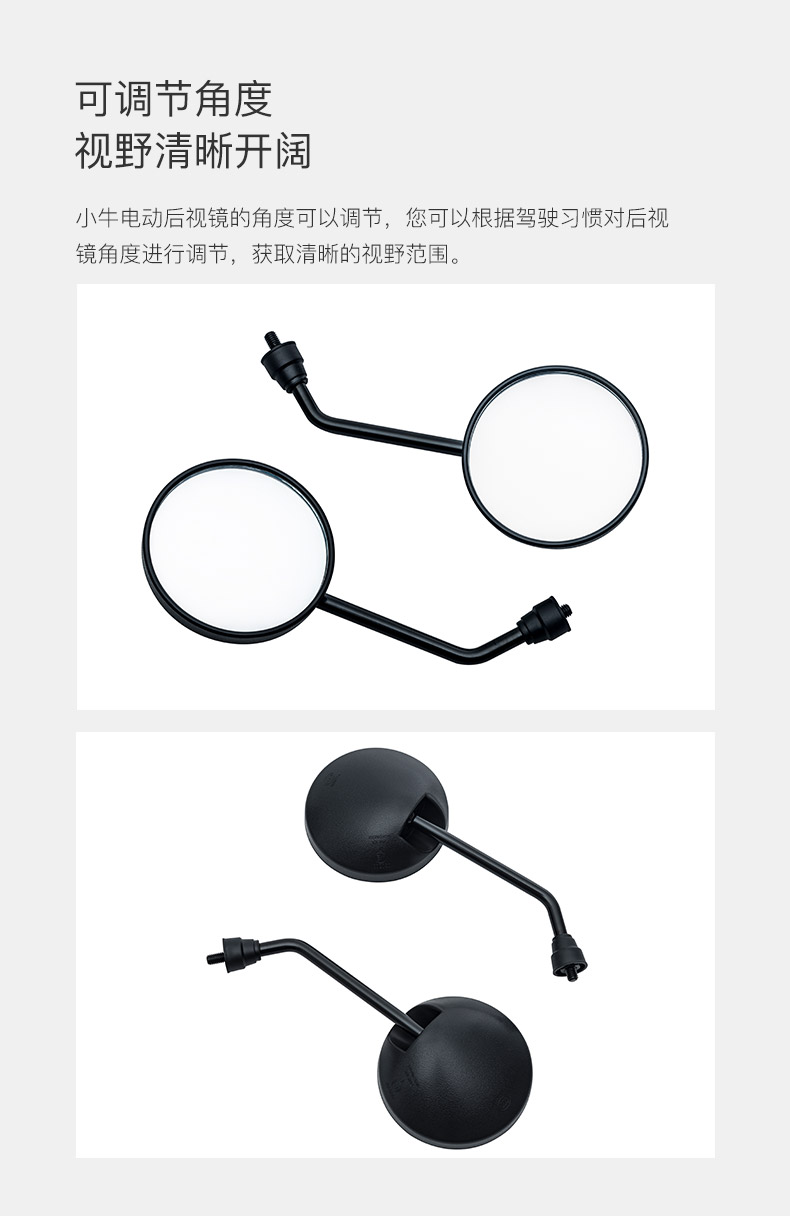 可调节角度
视野清晰开阔
小牛电动后视镜的角度可以调节，您可以根据驾驶习惯对后视
镜角度进行调节，获取清晰的视野范围。